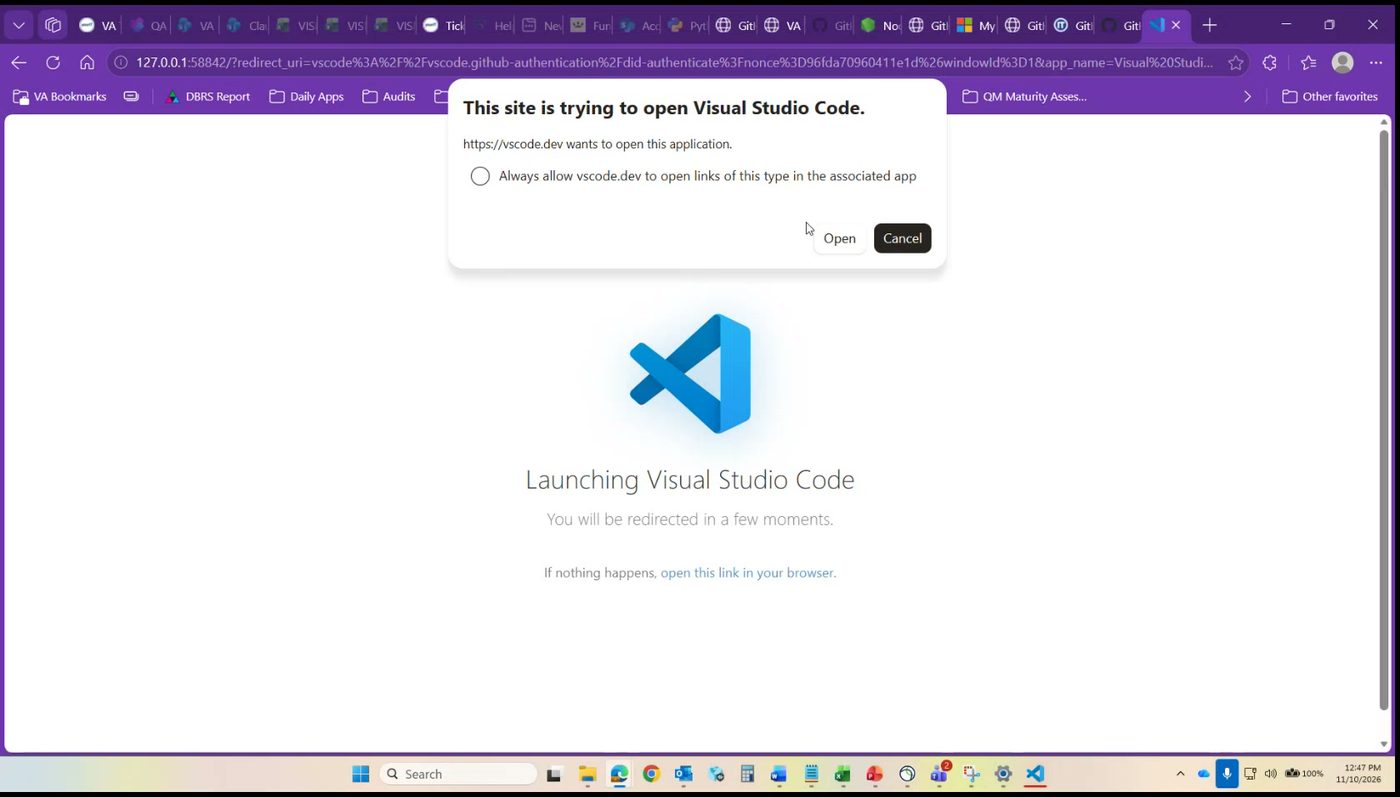 VA QA VA Cla VIS VIS VIS Tick Hel Nev Fur Acc Pyt Git VA Git No Git My Git Git Git
127.0.0.1:58842/?redirect_uri=vscode%3A%2F%2Fvscode.github-authentication%2Fdid-authenticate%3Fnonce%3D96fda70960411e1d%26windowId%3D1&app_name=Visual%20Studi...
VA Bookmarks DBRS Report Daily Apps Audits QM Maturity Asses... Other favorites
This site is trying to open Visual Studio Code.
https://vscode.dev wants to open this application.
Always allow vscode.dev to open links of this type in the associated app
Open Cancel
Launching Visual Studio Code
You will be redirected in a few moments.
If nothing happens, open this link in your browser.
Search 2 100% 12:47 PM
11/10/2026